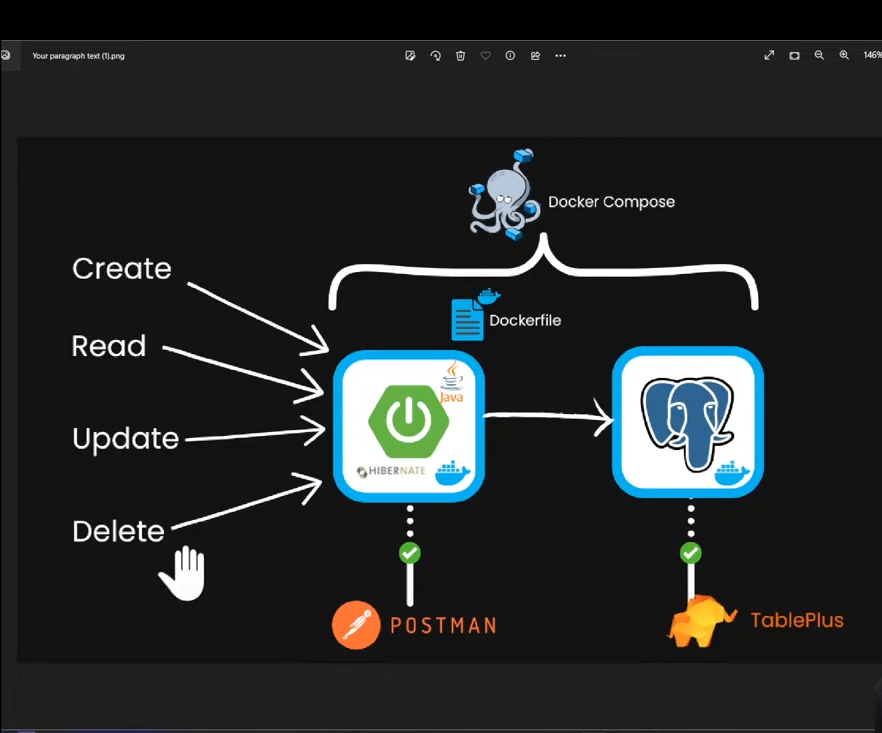 Your paragraph text (1).png
146%
Docker Compose
Create
Dockerfile
Read
Java
Update
HIBERNATE
Delete
POSTMAN
TablePlus